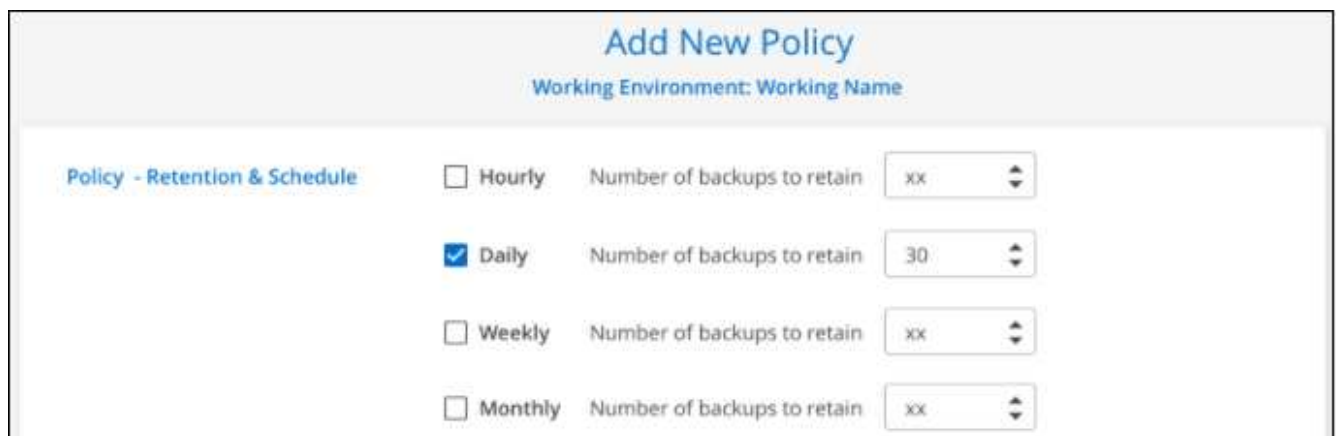 Add New Policy
Working Environment: Working Name
Policy - Retention & Schedule Hourly Number of backups to retain xx
Daily Number of backups to retain 30
Weekly Number of backups to retain xx
Monthly Number of backups to retain xx